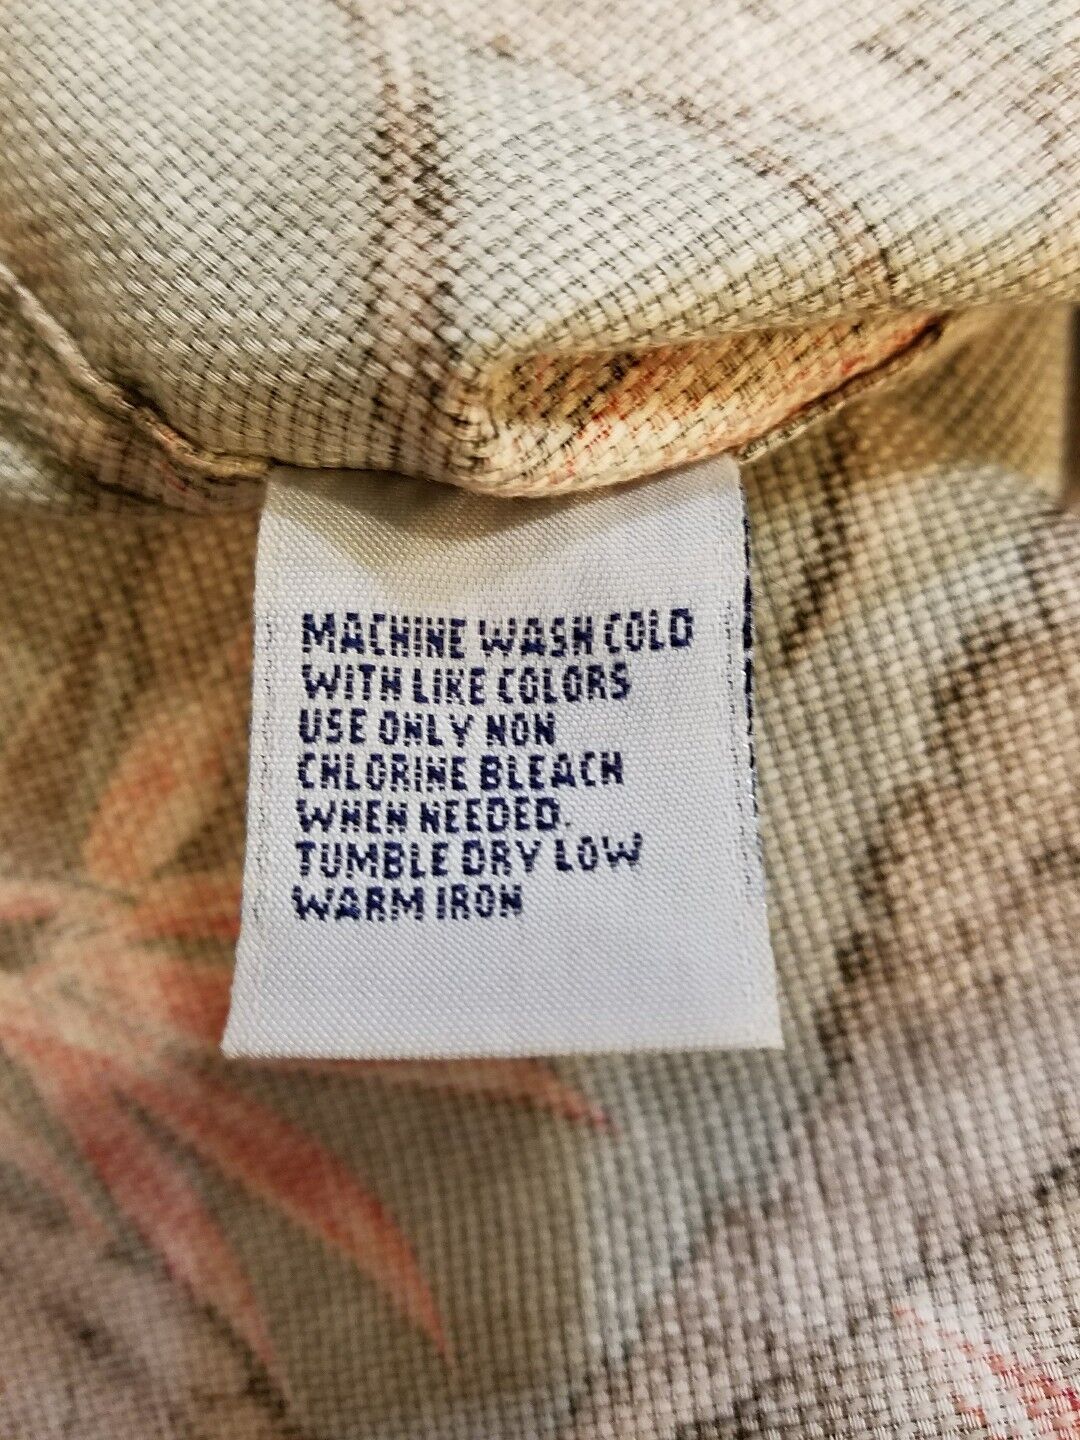 MACHINE WASH COLD
WITH LIKE COLORS
USE ONLY NON
CHLORINE BLEACH
WHEN NEEDED.
TUMBLE DRY LOW
WARM IRON